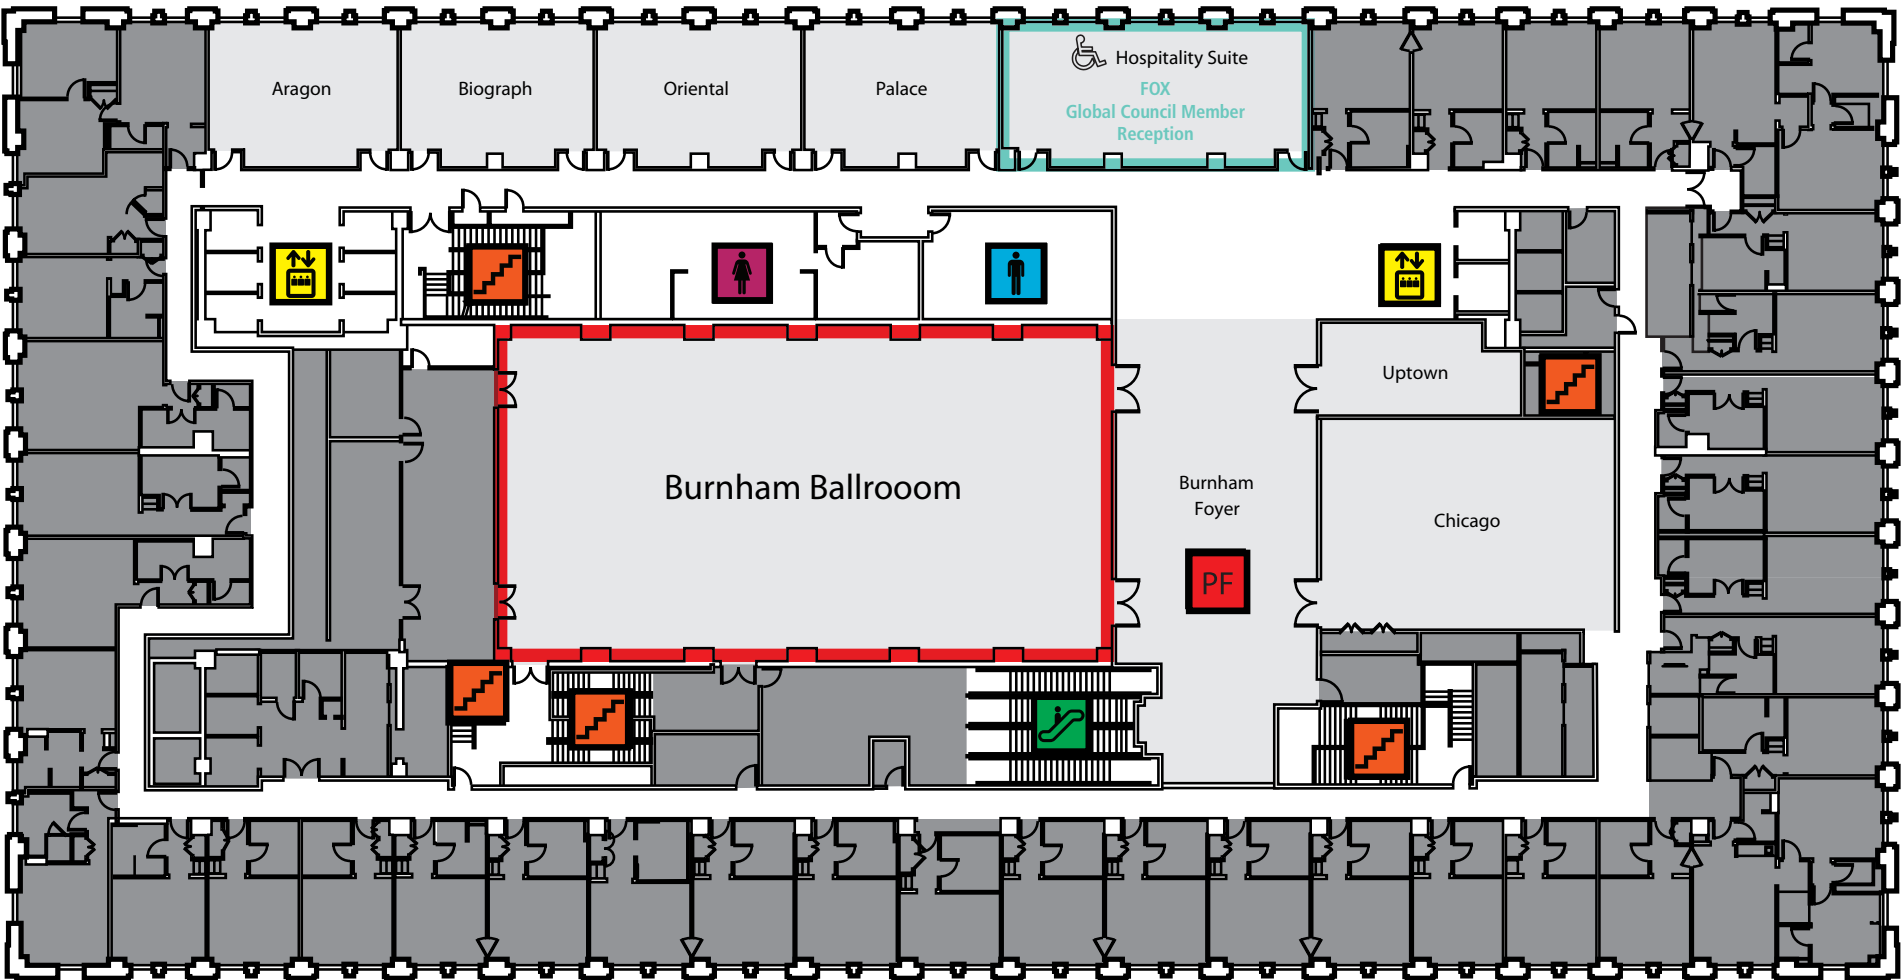 Aragon
Biograph
Oriental
Palace
Hospitality Suite
FOX
Global Council Member
Reception
Uptown
Burnham Ballrooom
Burnham
Foyer
Chicago
PF